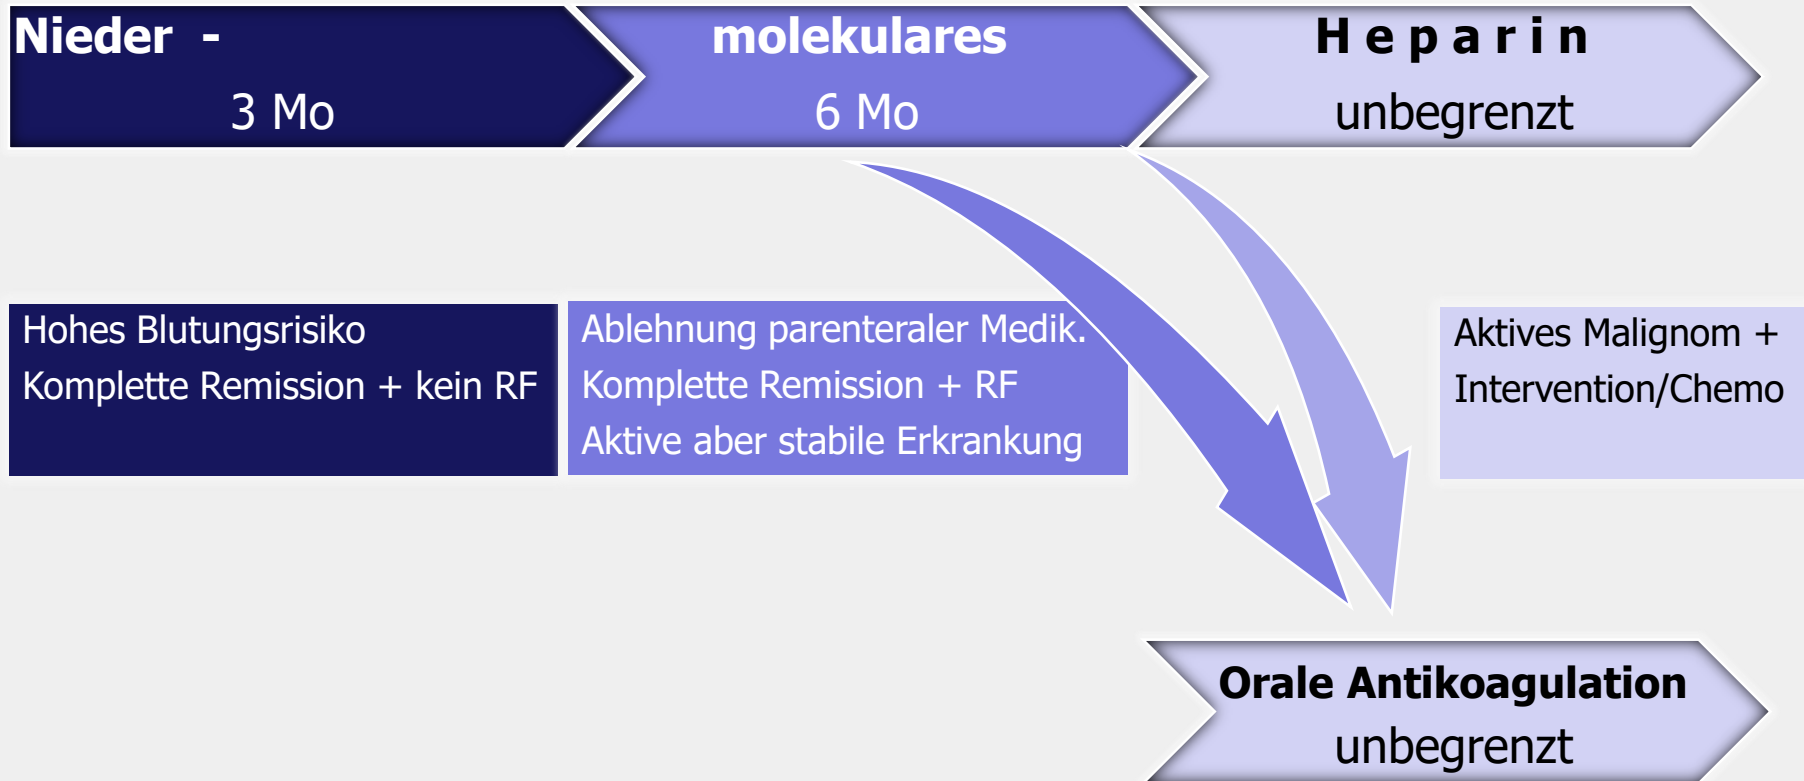 Nieder -
3 Mo
molekulares
6 Mo
H e p a r i n
unbegrenzt
Hohes Blutungsrisiko
Komplette Remission + kein RF
Ablehnung parenteraler Medik.
Komplette Remission + RF
Aktive aber stabile Erkrankung
Aktives Malignom +
Intervention/Chemo
Orale Antikoagulation
unbegrenzt